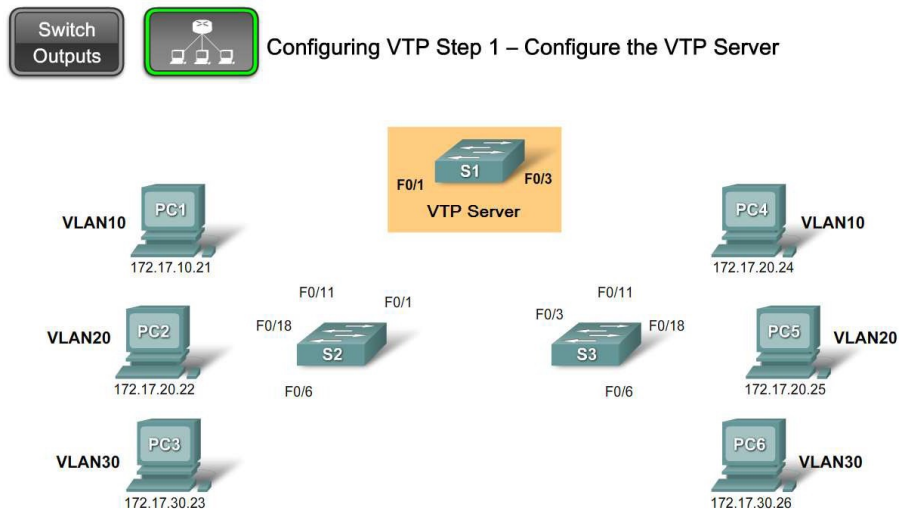 Switch
Outputs
Configuring VTP Step 1 – Configure the VTP Server
S1
F0/1
F0/3
VTP Server
VLAN10
PC1
172.17.10.21
PC4
VLAN10
172.17.20.24
F0/11
F0/1
F0/18
S2
F0/6
F0/11
F0/3
F0/18
S3
F0/6
VLAN20
PC2
172.17.20.22
PC5
VLAN20
172.17.20.25
VLAN30
PC3
172.17.30.23
PC6
VLAN30
172.17.30.26